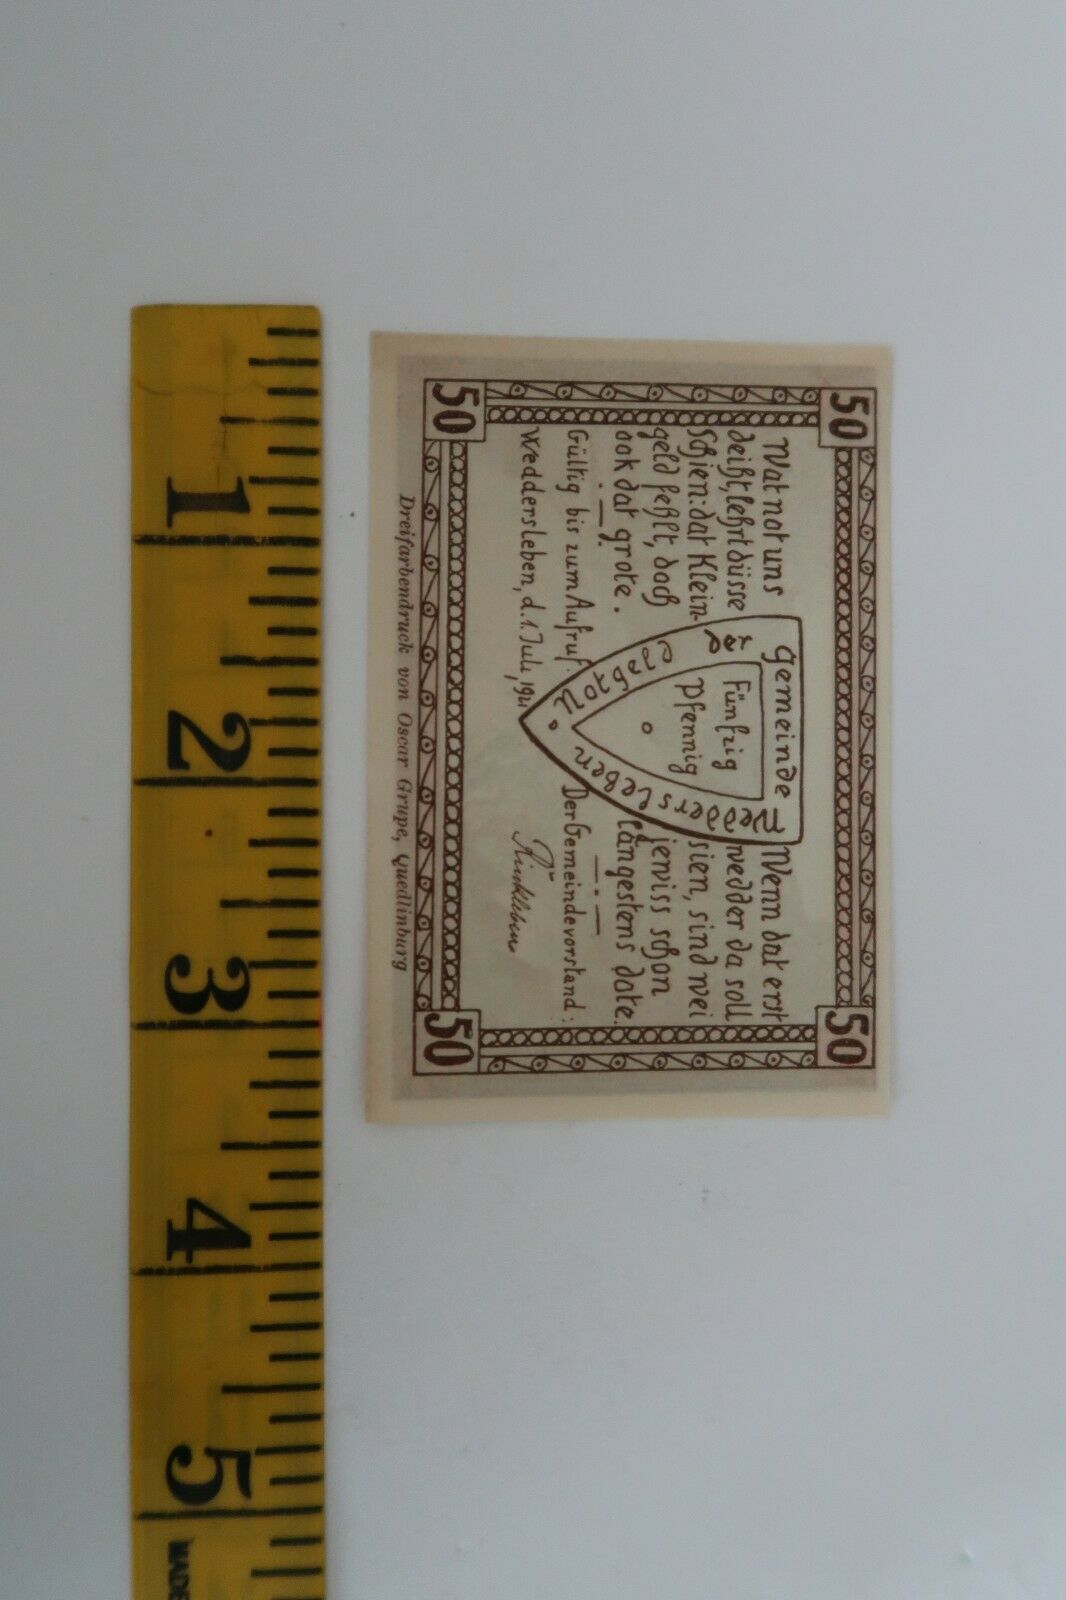 50
50
Wat not uns
deiht, lehrt düsse
Schien: dat Klein-
geld fehlt, doch
ook dat grote.
Gültig bis zum Aufruf.
Weddersleben, d. 1. Juli, 1921
Gemeinde Weddersleben
Notgeld
Fünfzig
Pfennig
Wenn dat erst
wedder da soll
sien, sind wei
jewiss schon
längestens dote.
Der Gemeindevorstand:
Rinkleben
50
50
Dreifarbendruck von Oscar Grupe, Quedlinburg
1
2
3
4
5
MADE